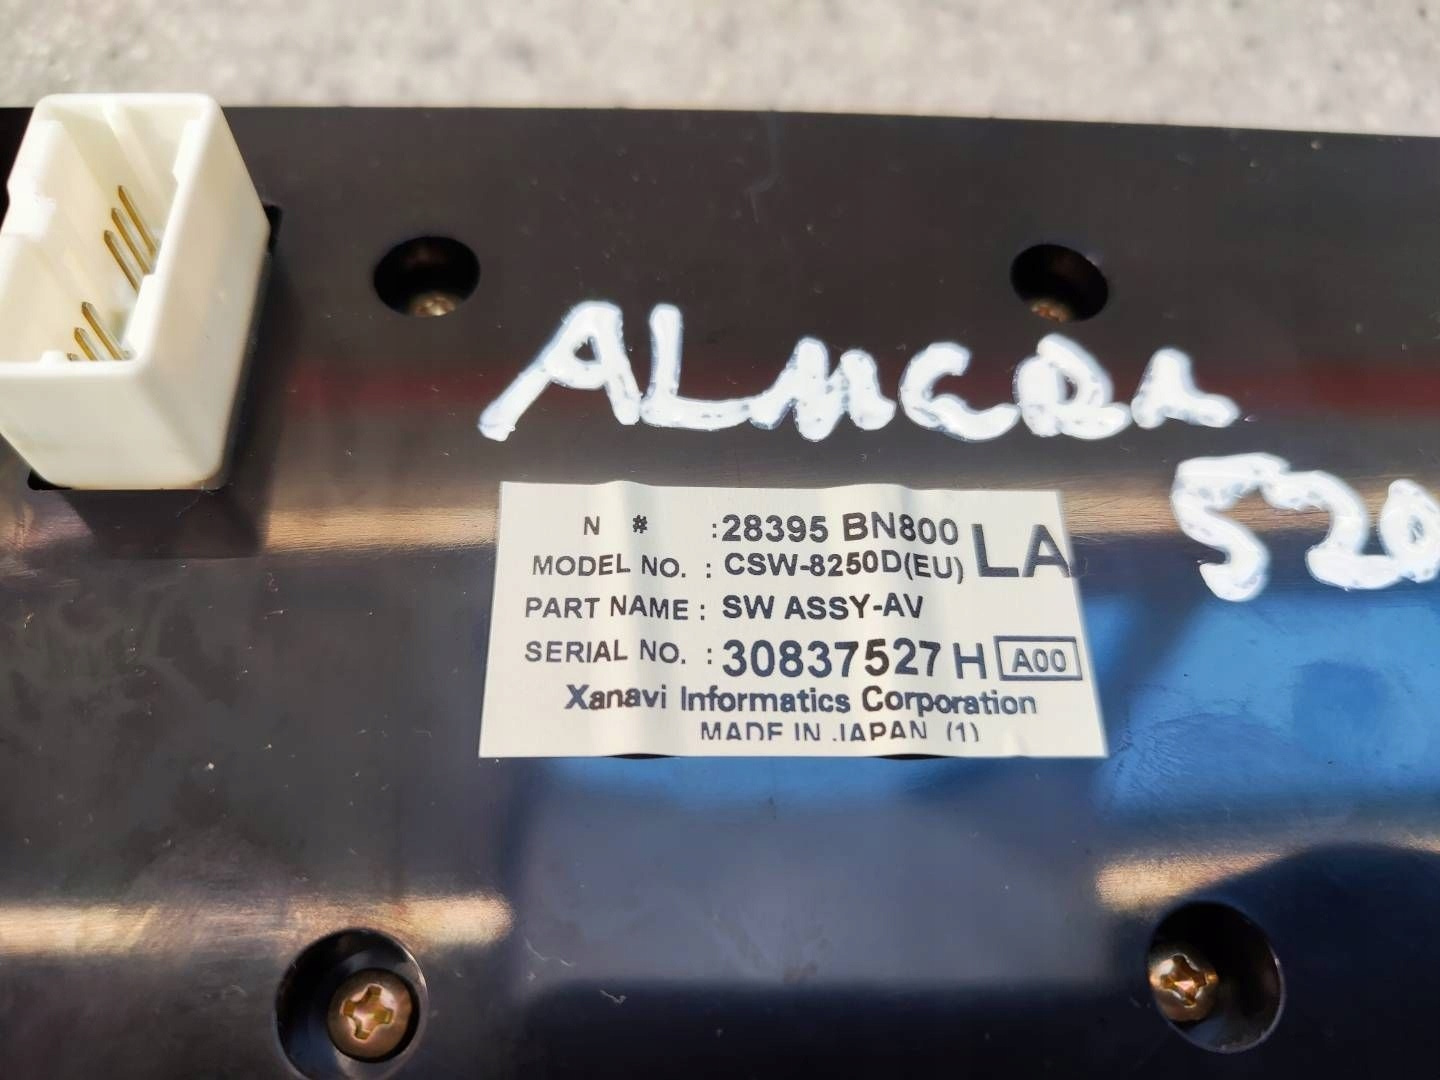 ALMERA
520
N # : 28395 BN800 LA
MODEL NO. : CSW-8250D(EU)
PART NAME : SW ASSY-AV
SERIAL NO. : 30837527 H A00
Xanavi Informatics Corporation
MADE IN JAPAN (1)